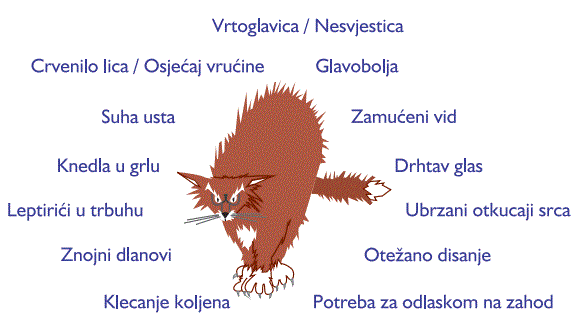 Vrtoglavica / Nesvjestica
Crvenilo lica / Osjećaj vrućine
Glavobolja
Suha usta
Zamućeni vid
Knedla u grlu
Drhtav glas
Leptirići u trbuhu
Ubrzani otkucaji srca
Znojni dlanovi
Otežano disanje
Klecanje koljena
Potreba za odlaskom na zahod